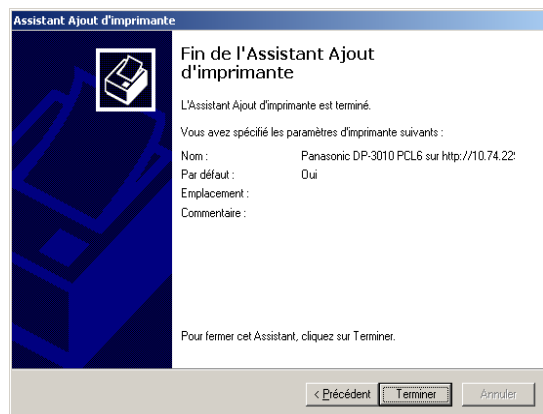 Assistant Ajout d'imprimante
Fin de l'Assistant Ajout
d'imprimante
L'Assistant Ajout d'imprimante est terminé.
Vous avez spécifié les paramètres d'imprimante suivants :
Nom : Panasonic DP-3010 PCL6 sur http://10.74.22
Par défaut : Oui
Emplacement :
Commentaire :
Pour fermer cet Assistant, cliquez sur Terminer.
< Précédent Terminer Annuler